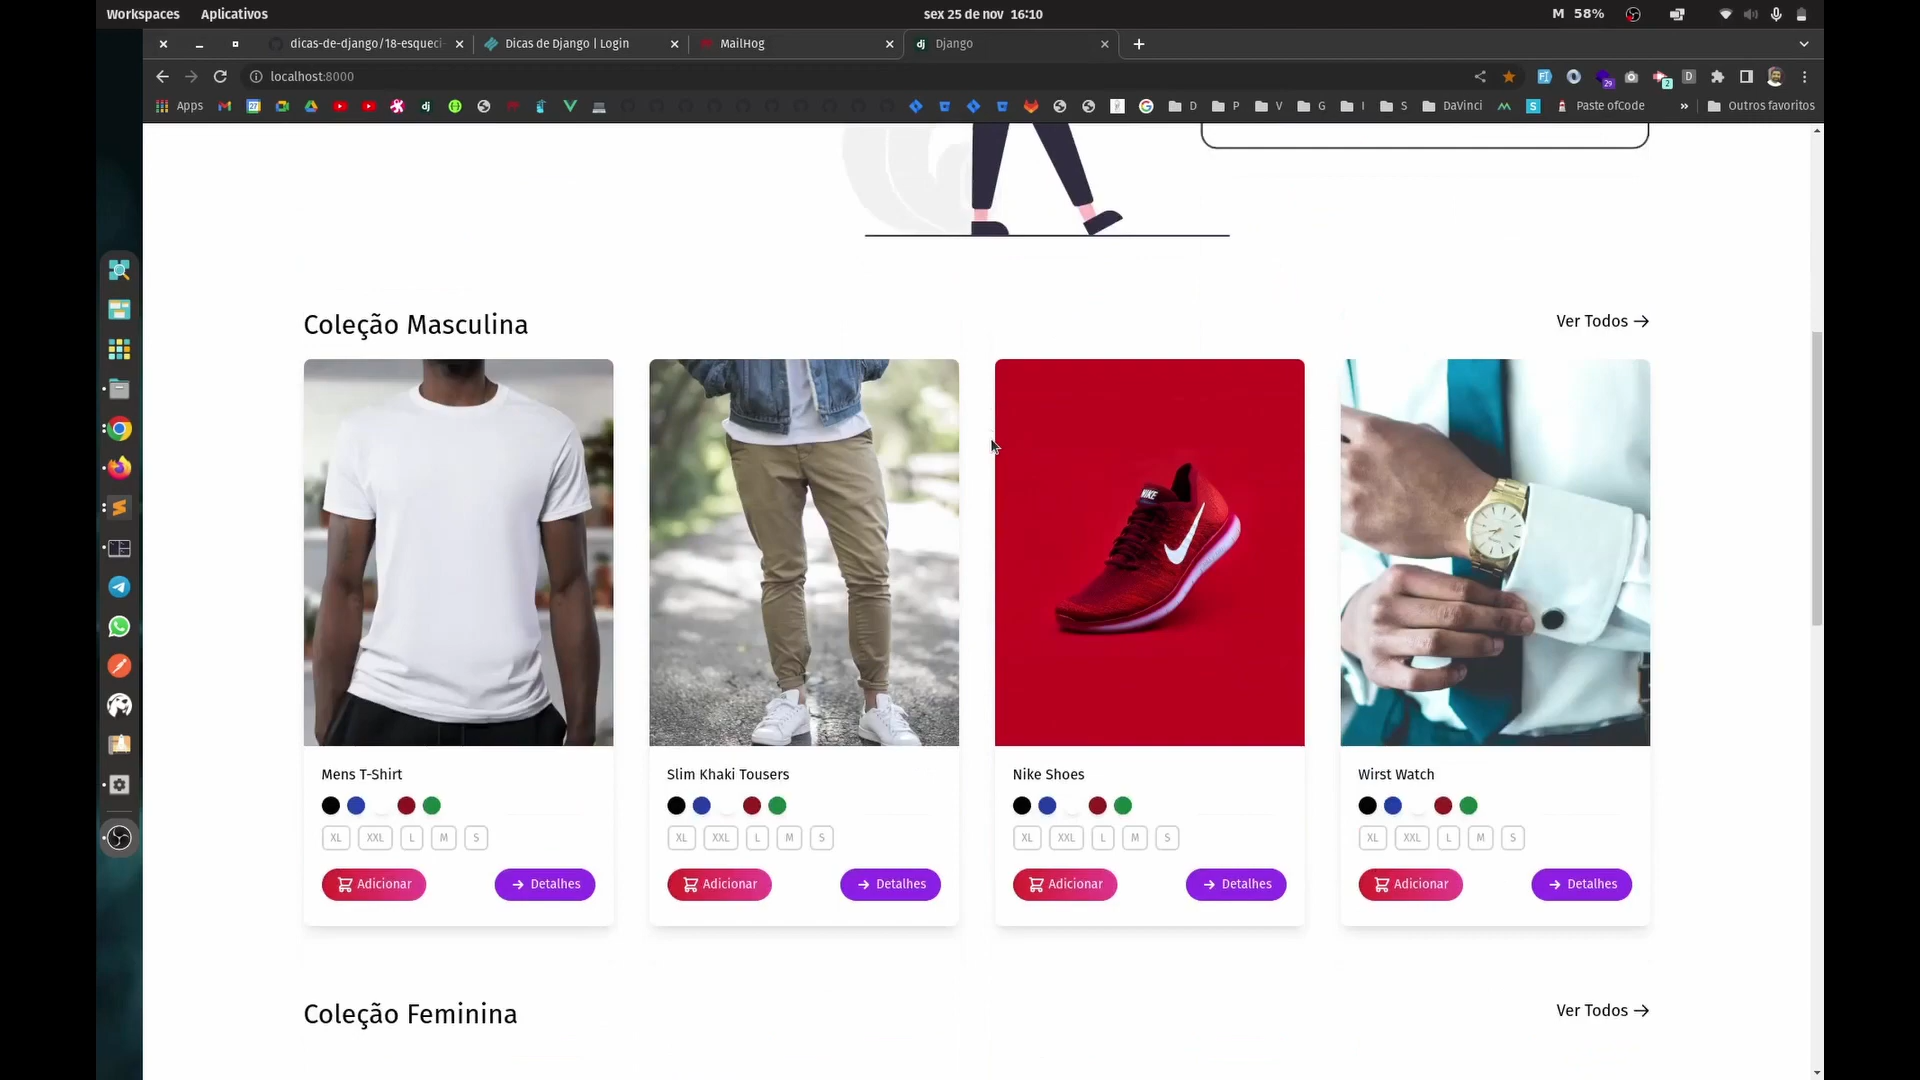 Workspaces Aplicativos sex 25 de nov 16:10 M 58%
dicas-de-django/18-esqueci- Dicas de Django | Login MailHog dj Django
localhost:8000
Apps dj D P V G I S DaVinci S Paste ofCode » Outros favoritos
Coleção Masculina Ver Todos →
NIKE
Mens T-Shirt Slim Khaki Tousers Nike Shoes Wirst Watch
XL XXL L M S XL XXL L M S XL XXL L M S XL XXL L M S
Adicionar → Detalhes Adicionar → Detalhes Adicionar → Detalhes Adicionar → Detalhes
Coleção Feminina Ver Todos →